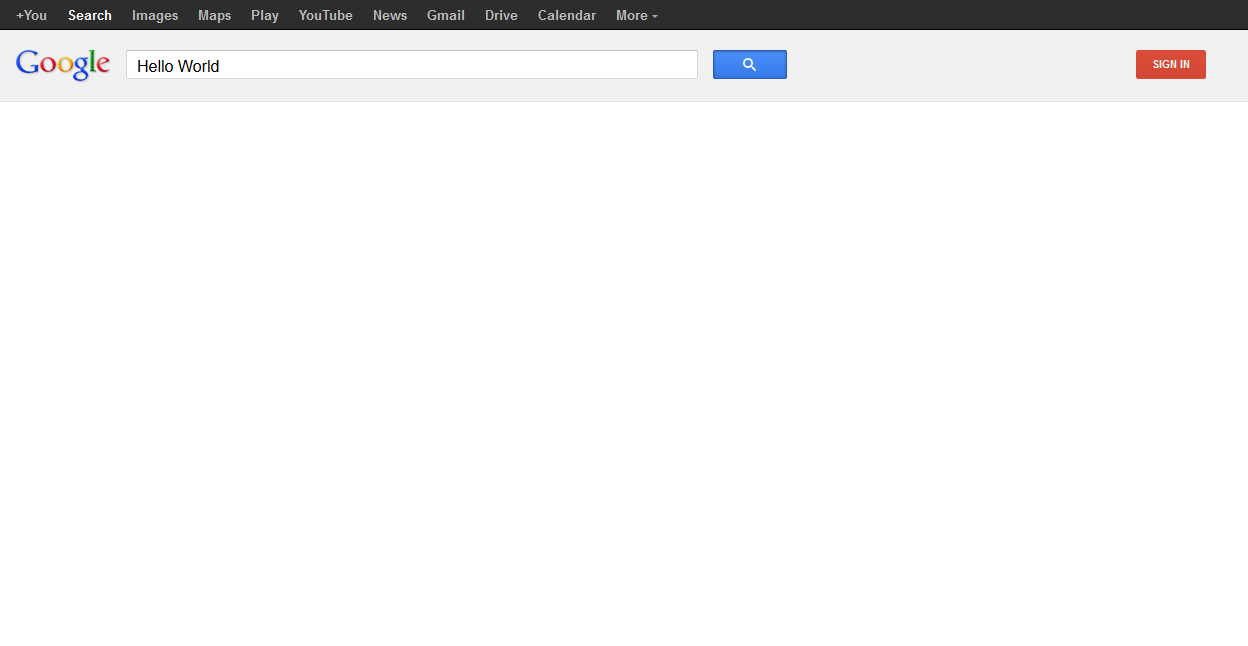 +You Search Images Maps Play YouTube News Gmail Drive Calendar More
Google Hello World SIGN IN